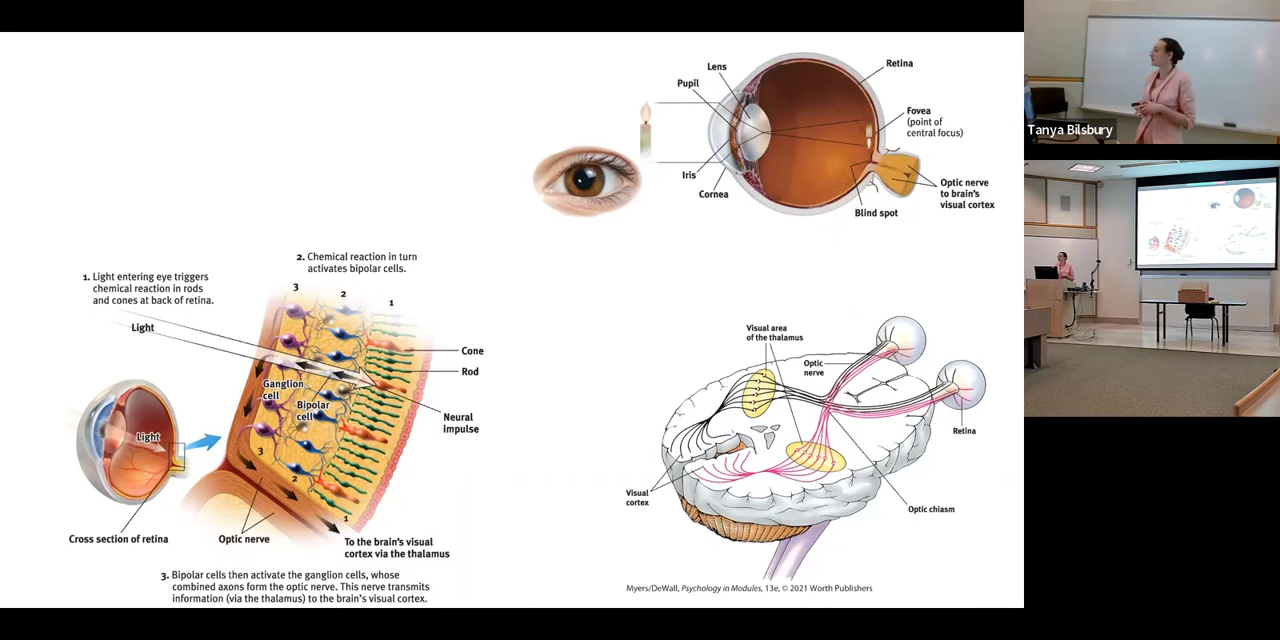 Lens
Pupil
Retina
Fovea
(point of
central focus)
Iris
Cornea
Optic nerve
to brain's
visual cortex
Blind spot
Tanya Bilsbury
1. Light entering eye triggers
chemical reaction in rods
and cones at back of retina.
2. Chemical reaction in turn
activates bipolar cells.
3
2
1
Light
Cone
Rod
Ganglion
cell
Bipolar
cell
Neural
impulse
Light
3
2
1
Cross section of retina
Optic nerve
To the brain's visual
cortex via the thalamus
3. Bipolar cells then activate the ganglion cells, whose
combined axons form the optic nerve. This nerve transmits
information (via the thalamus) to the brain's visual cortex.
Visual area
of the thalamus
Optic
nerve
Retina
Visual
cortex
Optic chiasm
Myers/DeWall, Psychology in Modules, 13e, © 2021 Worth Publishers